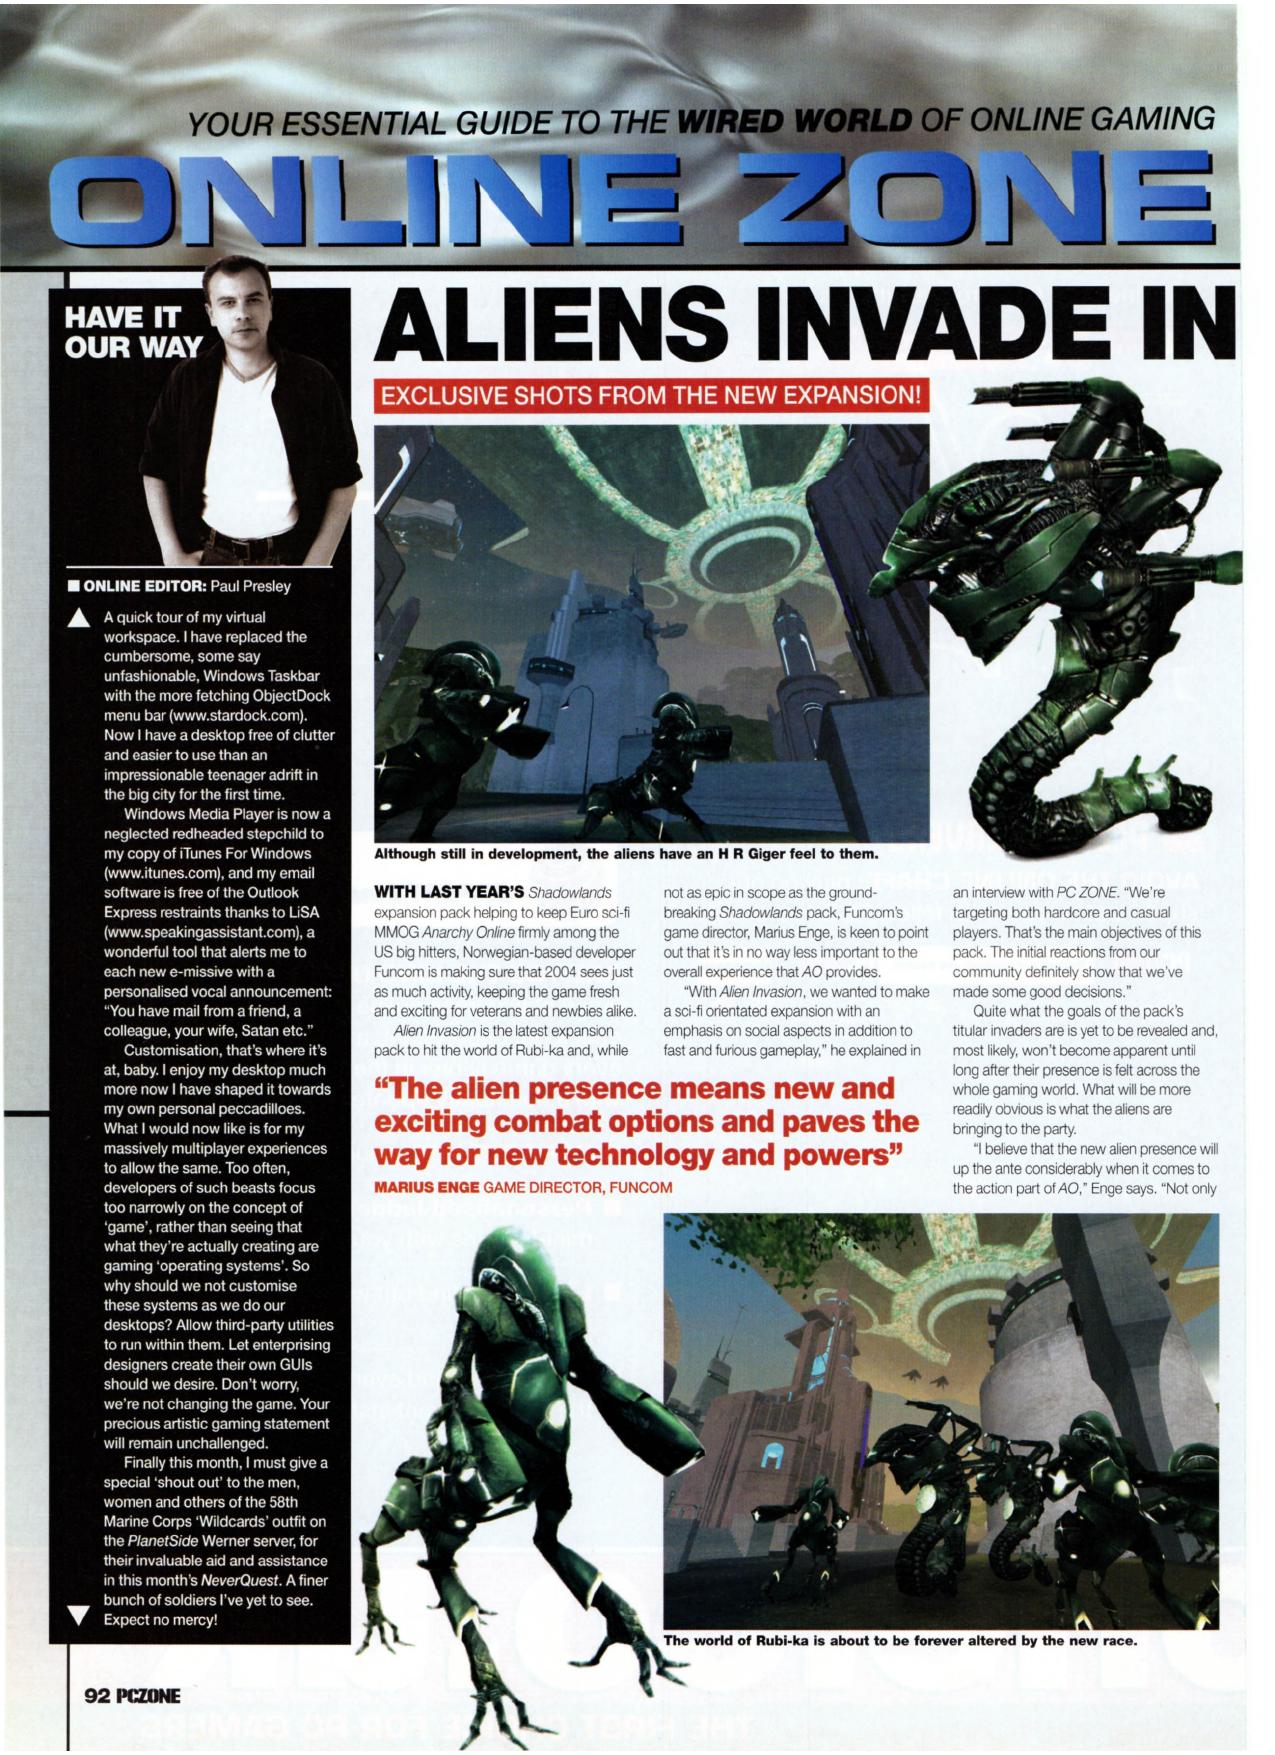 YOUR ESSENTIAL GUIDE TO THE WIRED WORLD OF ONLINE GAMING
ONLINE ZONE
HAVE IT
OUR WAY
■ ONLINE EDITOR: Paul Presley
A quick tour of my virtual
workspace. I have replaced the
cumbersome, some say
unfashionable, Windows Taskbar
with the more fetching ObjectDock
menu bar (www.stardock.com).
Now I have a desktop free of clutter
and easier to use than an
impressionable teenager adrift in
the big city for the first time.
Windows Media Player is now a
neglected redheaded stepchild to
my copy of iTunes For Windows
(www.itunes.com), and my email
software is free of the Outlook
Express restraints thanks to LiSA
(www.speakingassistant.com), a
wonderful tool that alerts me to
each new e-missive with a
personalised vocal announcement:
"You have mail from a friend, a
colleague, your wife, Satan etc."
Customisation, that's where it's
at, baby. I enjoy my desktop much
more now I have shaped it towards
my own personal peccadilloes.
What I would now like is for my
massively multiplayer experiences
to allow the same. Too often,
developers of such beasts focus
too narrowly on the concept of
'game', rather than seeing that
what they're actually creating are
gaming 'operating systems'. So
why should we not customise
these systems as we do our
desktops? Allow third-party utilities
to run within them. Let enterprising
designers create their own GUIs
should we desire. Don't worry,
we're not changing the game. Your
precious artistic gaming statement
will remain unchallenged.
Finally this month, I must give a
special 'shout out' to the men,
women and others of the 58th
Marine Corps 'Wildcards' outfit on
the PlanetSide Werner server, for
their invaluable aid and assistance
in this month's NeverQuest. A finer
bunch of soldiers I've yet to see.
Expect no mercy!
ALIENS INVADE IN
EXCLUSIVE SHOTS FROM THE NEW EXPANSION!
Although still in development, the aliens have an H R Giger feel to them.
WITH LAST YEAR'S Shadowlands
expansion pack helping to keep Euro sci-fi
MMOG Anarchy Online firmly among the
US big hitters, Norwegian-based developer
Funcom is making sure that 2004 sees just
as much activity, keeping the game fresh
and exciting for veterans and newbies alike.
Alien Invasion is the latest expansion
pack to hit the world of Rubi-ka and, while
not as epic in scope as the ground-
breaking Shadowlands pack, Funcom's
game director, Marius Enge, is keen to point
out that it's in no way less important to the
overall experience that AO provides.
"With Alien Invasion, we wanted to make
a sci-fi orientated expansion with an
emphasis on social aspects in addition to
fast and furious gameplay," he explained in
an interview with PC ZONE. "We're
targeting both hardcore and casual
players. That's the main objectives of this
pack. The initial reactions from our
community definitely show that we've
made some good decisions."
Quite what the goals of the pack's
titular invaders are is yet to be revealed and,
most likely, won't become apparent until
long after their presence is felt across the
whole gaming world. What will be more
readily obvious is what the aliens are
bringing to the party.
"I believe that the new alien presence will
up the ante considerably when it comes to
the action part of AO," Enge says. "Not only
"The alien presence means new and
exciting combat options and paves the
way for new technology and powers"
MARIUS ENGE GAME DIRECTOR, FUNCOM
The world of Rubi-ka is about to be forever altered by the new race.
92 PCZONE